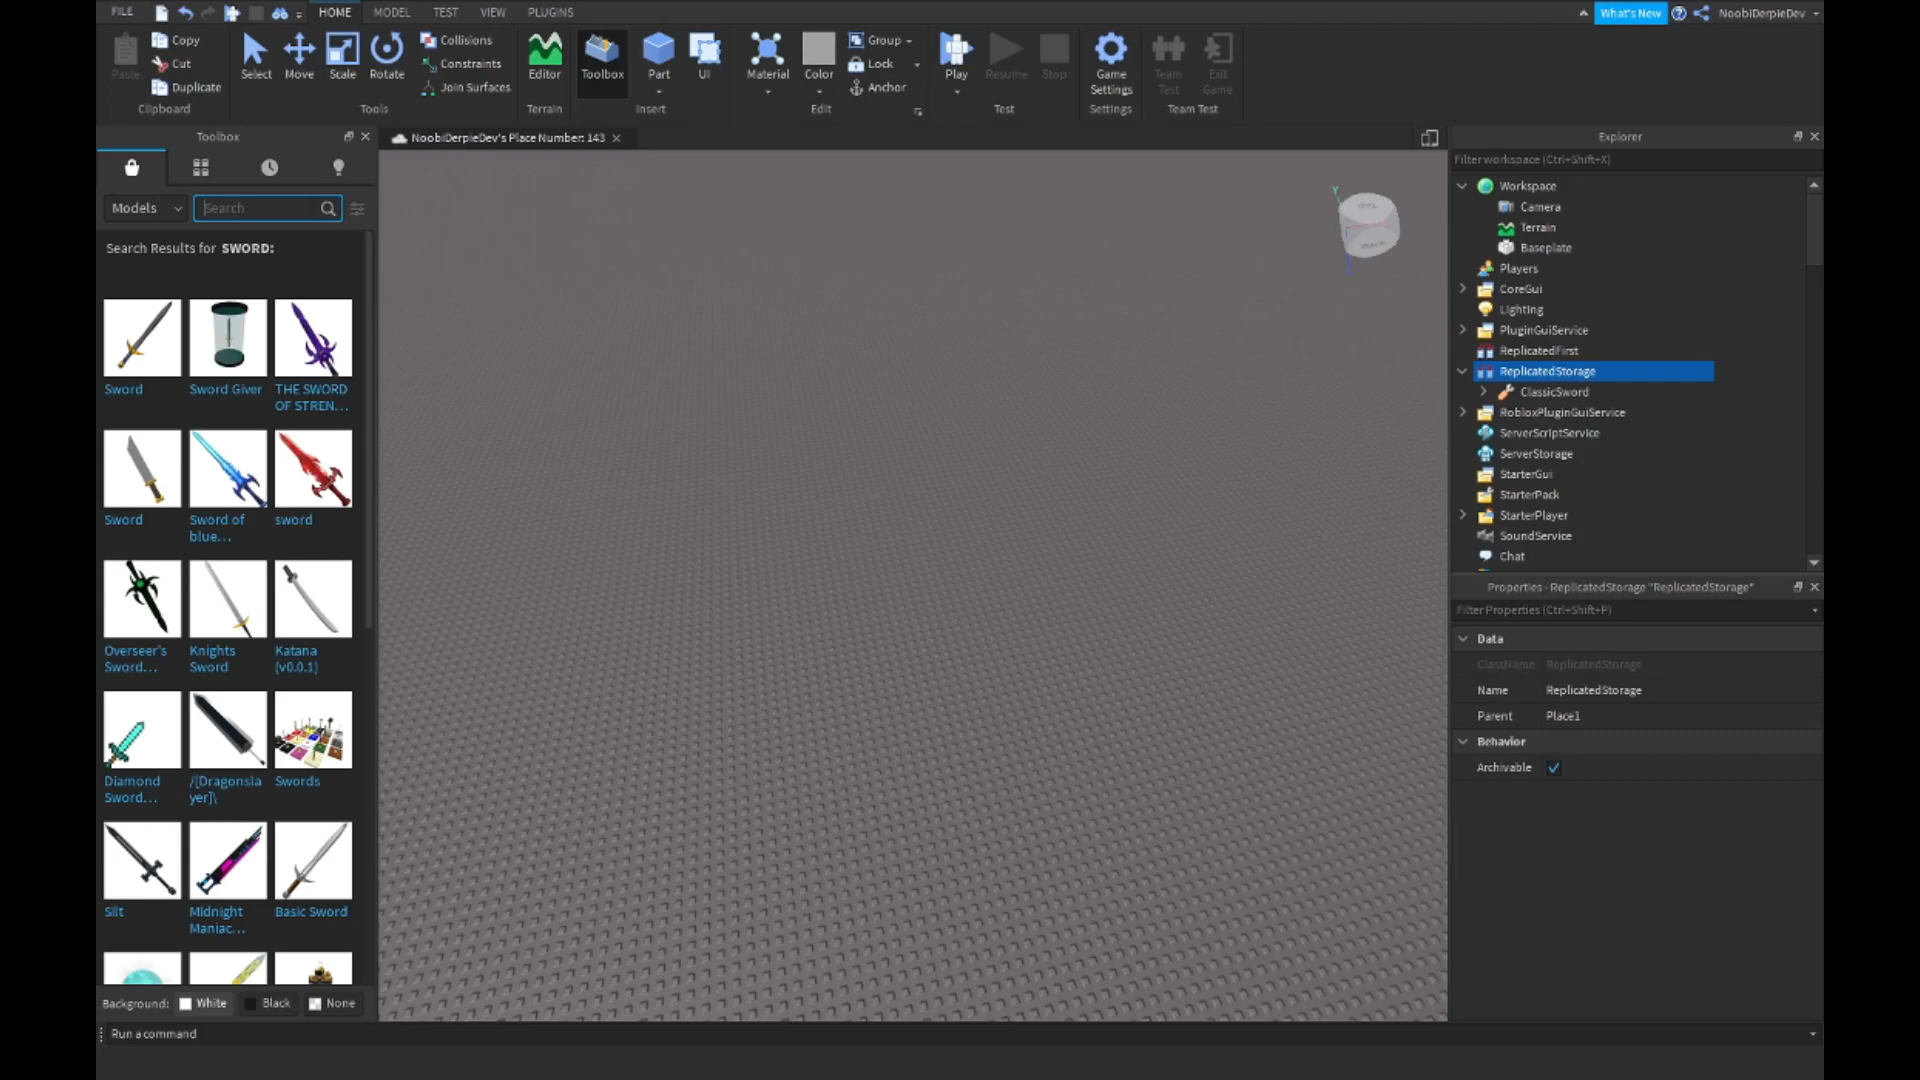 FILE HOME MODEL TEST VIEW PLUGINS What's New NoobiDerpieDev
Paste Copy Cut Duplicate
Clipboard
Select Move Scale Rotate
Collisions
Constraints
Join Surfaces
Tools
Editor
Terrain
Toolbox Part UI
Insert
Material Color
Group
Lock
Anchor
Edit
Play Resume Stop
Test
Game Settings
Settings
Team Test Exit Game
Team Test
Toolbox
Models Search
Search Results for SWORD:
Sword
Sword Giver
THE SWORD OF STREN...
Sword
Sword of blue...
sword
Overseer's Sword...
Knights Sword
Katana (v0.0.1)
Diamond Sword...
/[Dragonsla yer]\
Swords
Silt
Midnight Maniac...
Basic Sword
Background: White Black None
Run a command
NoobiDerpieDev's Place Number: 143
Y
Explorer
Filter workspace (Ctrl+Shift+X)
Workspace
Camera
Terrain
Baseplate
Players
CoreGui
Lighting
PluginGuiService
ReplicatedFirst
ReplicatedStorage
ClassicSword
RobloxPluginGuiService
ServerScriptService
ServerStorage
StarterGui
StarterPack
StarterPlayer
SoundService
Chat
Properties - ReplicatedStorage "ReplicatedStorage"
Filter Properties (Ctrl+Shift+P)
Data
ClassName ReplicatedStorage
Name ReplicatedStorage
Parent Place1
Behavior
Archivable